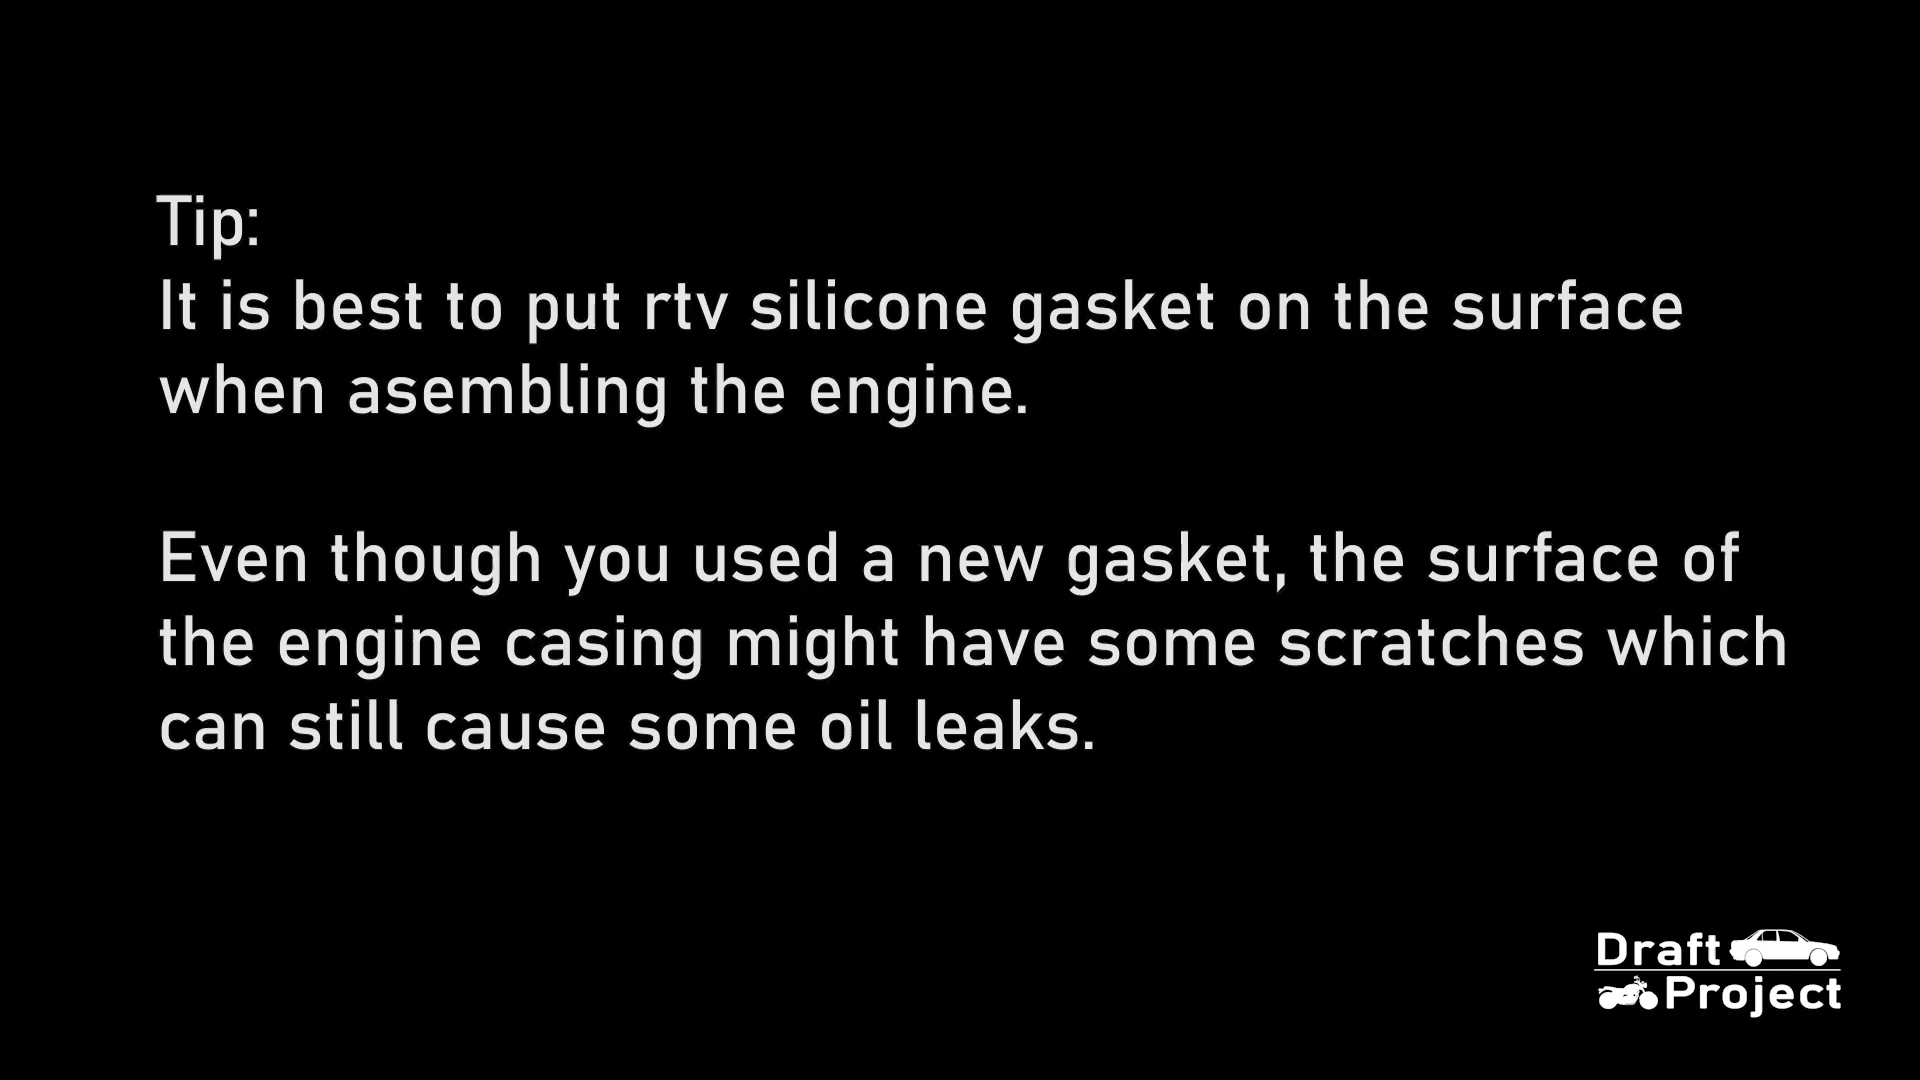 Tip:
It is best to put rtv silicone gasket on the surface
when asembling the engine.
Even though you used a new gasket, the surface of
the engine casing might have some scratches which
can still cause some oil leaks.
Draft
Project